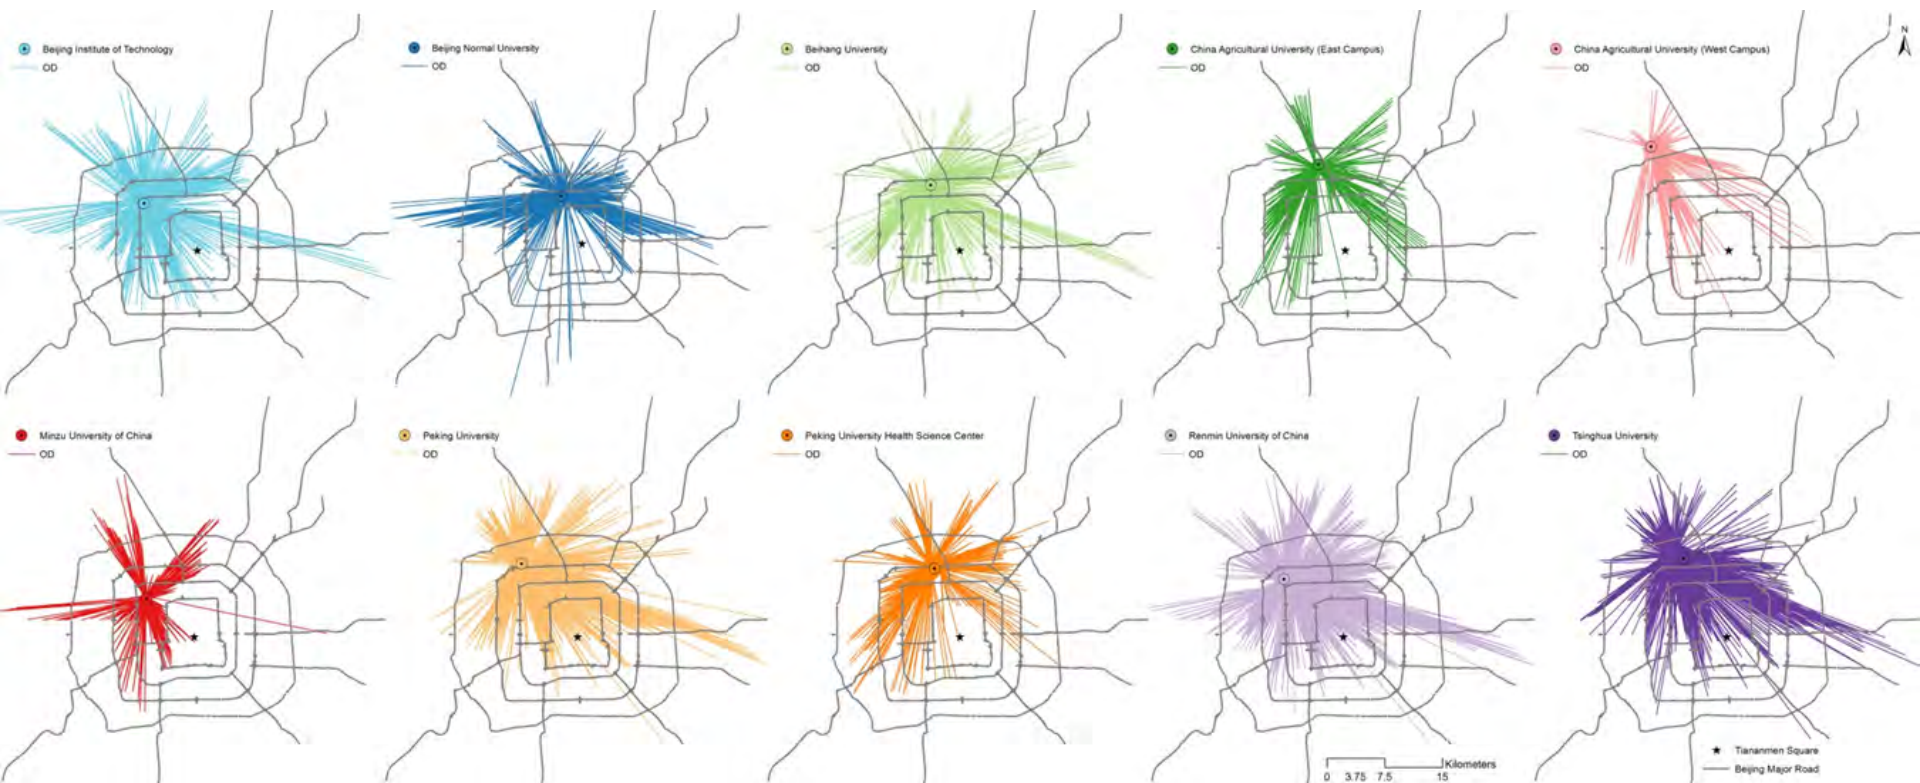 Beijing Institute of Technology
OD
Beijing Normal University
OD
Beihang University
OD
China Agricultural University (East Campus)
OD
China Agricultural University (West Campus)
OD
N
Minzu University of China
OD
Peking University
OD
Peking University Health Science Center
OD
Renmin University of China
OD
Tsinghua University
OD
Kilometers
0 3.75 7.5 15
Tiananmen Square
Beijing Major Road